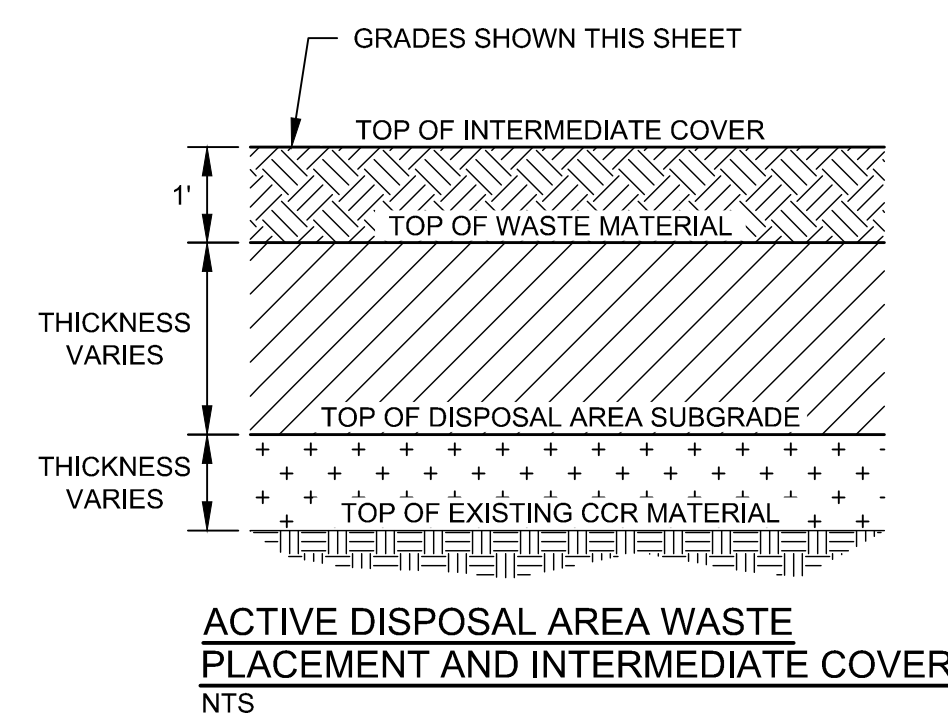 GRADES SHOWN THIS SHEET
TOP OF INTERMEDIATE COVER
1'
TOP OF WASTE MATERIAL
THICKNESS
VARIES
TOP OF DISPOSAL AREA SUBGRADE
THICKNESS
VARIES
TOP OF EXISTING CCR MATERIAL
ACTIVE DISPOSAL AREA WASTE
PLACEMENT AND INTERMEDIATE COVER
NTS